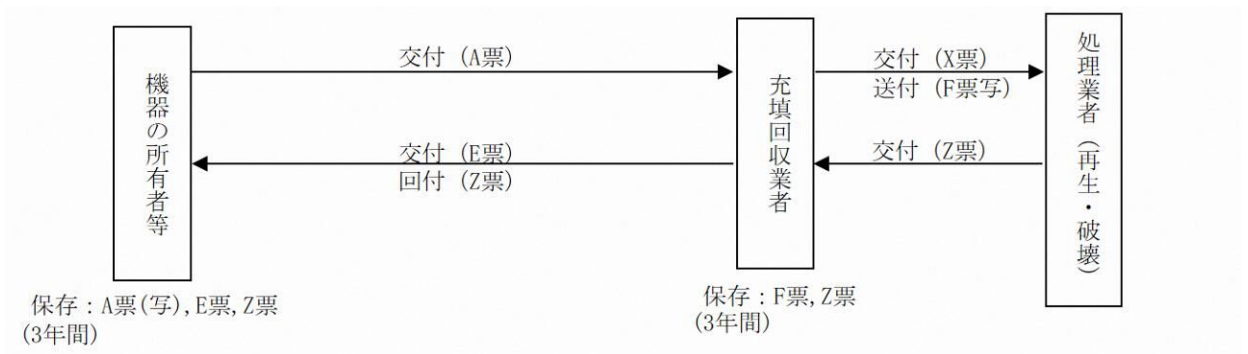 機器の所有者等
交付 (A票)
交付 (E票)
回付 (Z票)
充填回収業者
交付 (X票)
送付 (F票写)
交付 (Z票)
処理業者(再生・破壊)
保存：A票(写),E票,Z票
(3年間)
保存：F票,Z票
(3年間)